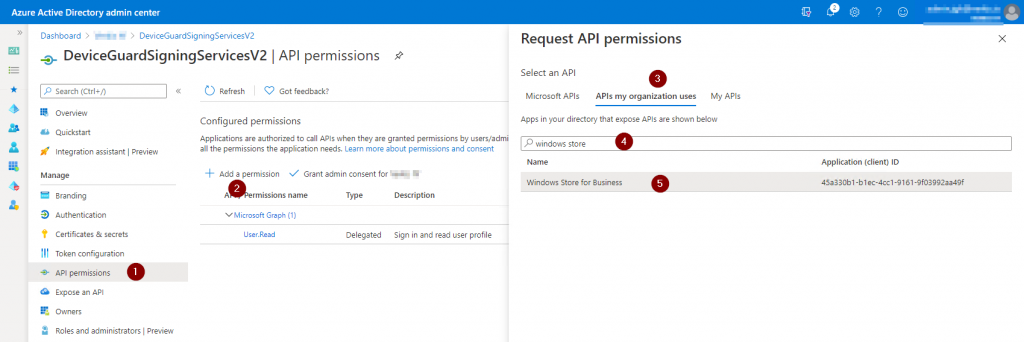 Azure Active Directory admin center
2
Dashboard > > DeviceGuardSigningServicesV2
DeviceGuardSigningServicesV2 | API permissions
Search (Ctrl+/)
Overview
Quickstart
Integration assistant | Preview
Manage
Branding
Authentication
Certificates & secrets
Token configuration
API permissions
1
Expose an API
Owners
Roles and administrators | Preview
Refresh
Got feedback?
Configured permissions
Applications are authorized to call APIs when they are granted permissions by users/admi
all the permissions the application needs. Learn more about permissions and consent
Add a permission
Grant admin consent for
2
Permissions name
Type
Description
Microsoft Graph (1)
User.Read
Delegated
Sign in and read user profile
Request API permissions
Select an API
3
Microsoft APIs
APIs my organization uses
My APIs
Apps in your directory that expose APIs are shown below
windows store
4
Name
Application (client) ID
Windows Store for Business
5
45a330b1-b1ec-4cc1-9161-9f03992aa49f